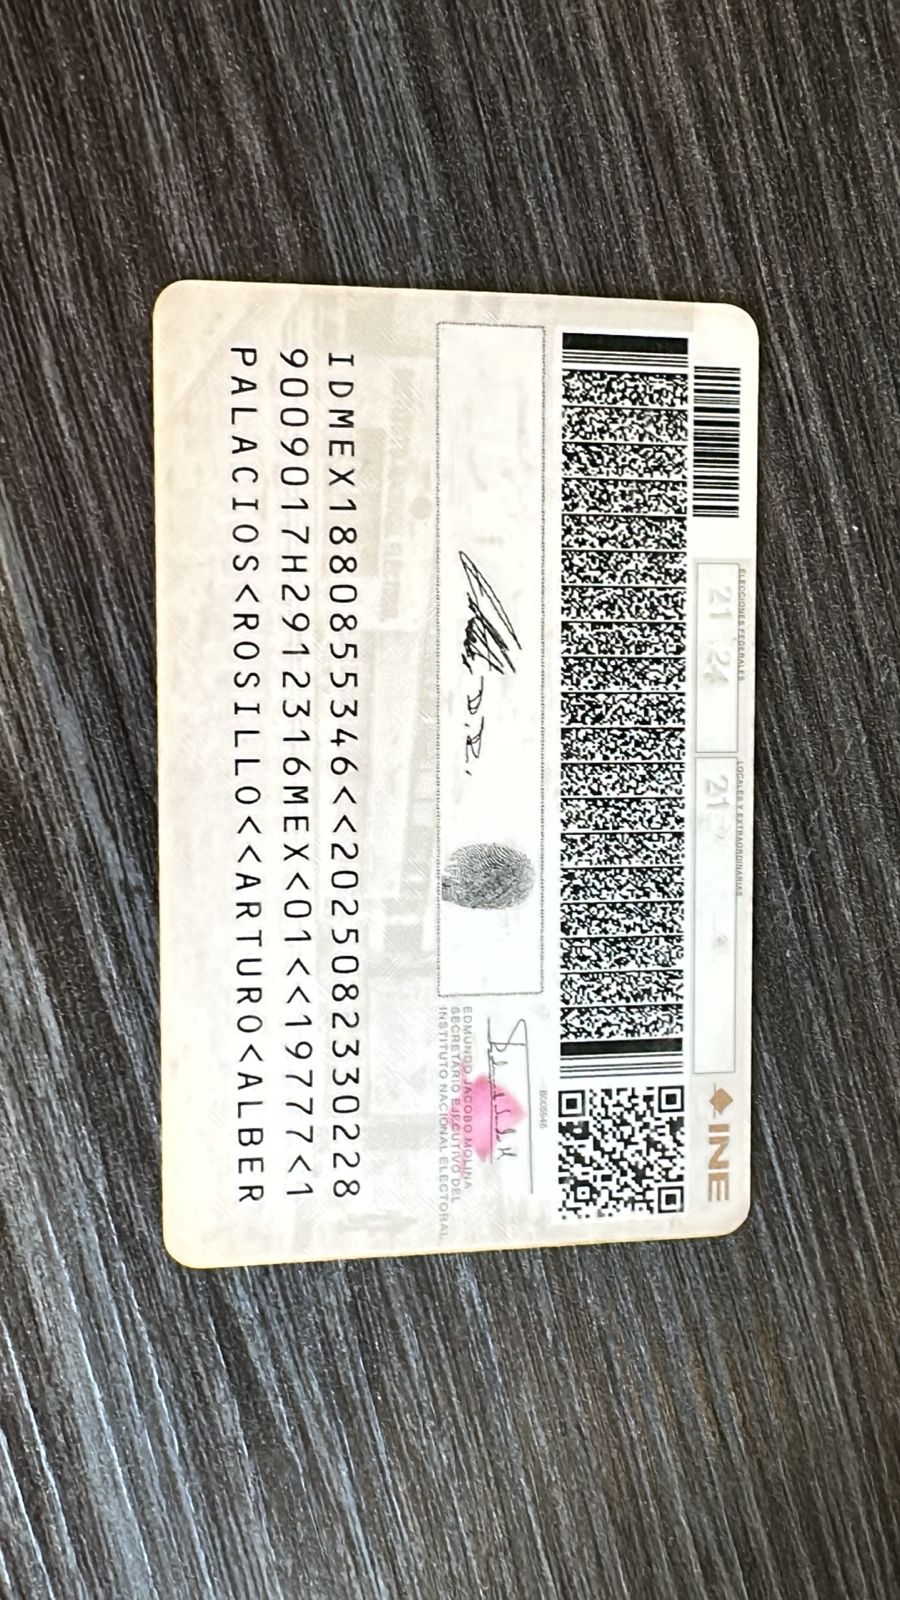 ELECCIONES FEDERALES
LOCALES Y EXTRAORDINARIAS
21 24
21
INE
B008646
EDMUNDO JACOBO MOLINA
SECRETARIO EJECUTIVO DEL
INSTITUTO NACIONAL ELECTORAL
IDMEX1880855346<<2025082330228
9009017H2912316MEX<01<<19777<1
PALACIOS<ROSILLO<<ARTURO<ALBER